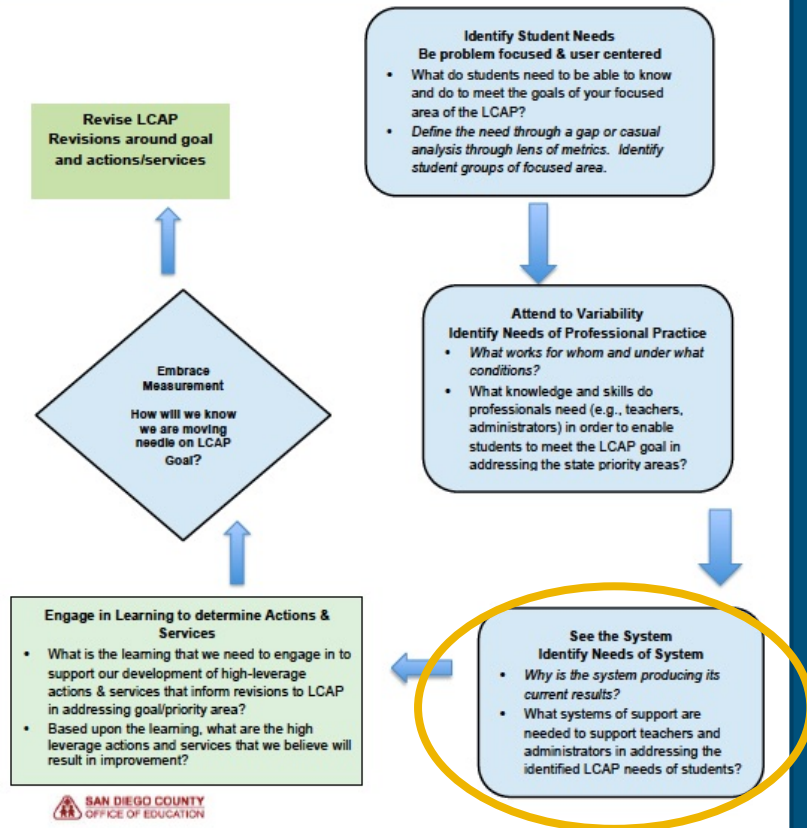 Identify Student Needs
Be problem focused & user centered
• What do students need to be able to know
and do to meet the goals of your focused
area of the LCAP?
• Define the need through a gap or casual
analysis through lens of metrics. Identify
student groups of focused area.
Attend to Variability
Identify Needs of Professional Practice
• What works for whom and under what
conditions?
• What knowledge and skills do
professionals need (e.g., teachers,
administrators) in order to enable
students to meet the LCAP goal in
addressing the state priority areas?
See the System
Identify Needs of System
• Why is the system producing its
current results?
• What systems of support are
needed to support teachers and
administrators in addressing the
identified LCAP needs of students?
Engage in Learning to determine Actions &
Services
• What is the learning that we need to engage in to
support our development of high-leverage
actions & services that inform revisions to LCAP
in addressing goal/priority area?
• Based upon the learning, what are the high
leverage actions and services that we believe will
result in improvement?
Embrace
Measurement
How will we know
we are moving
needle on LCAP
Goal?
Revise LCAP
Revisions around goal
and actions/services
SAN DIEGO COUNTY
OFFICE OF EDUCATION